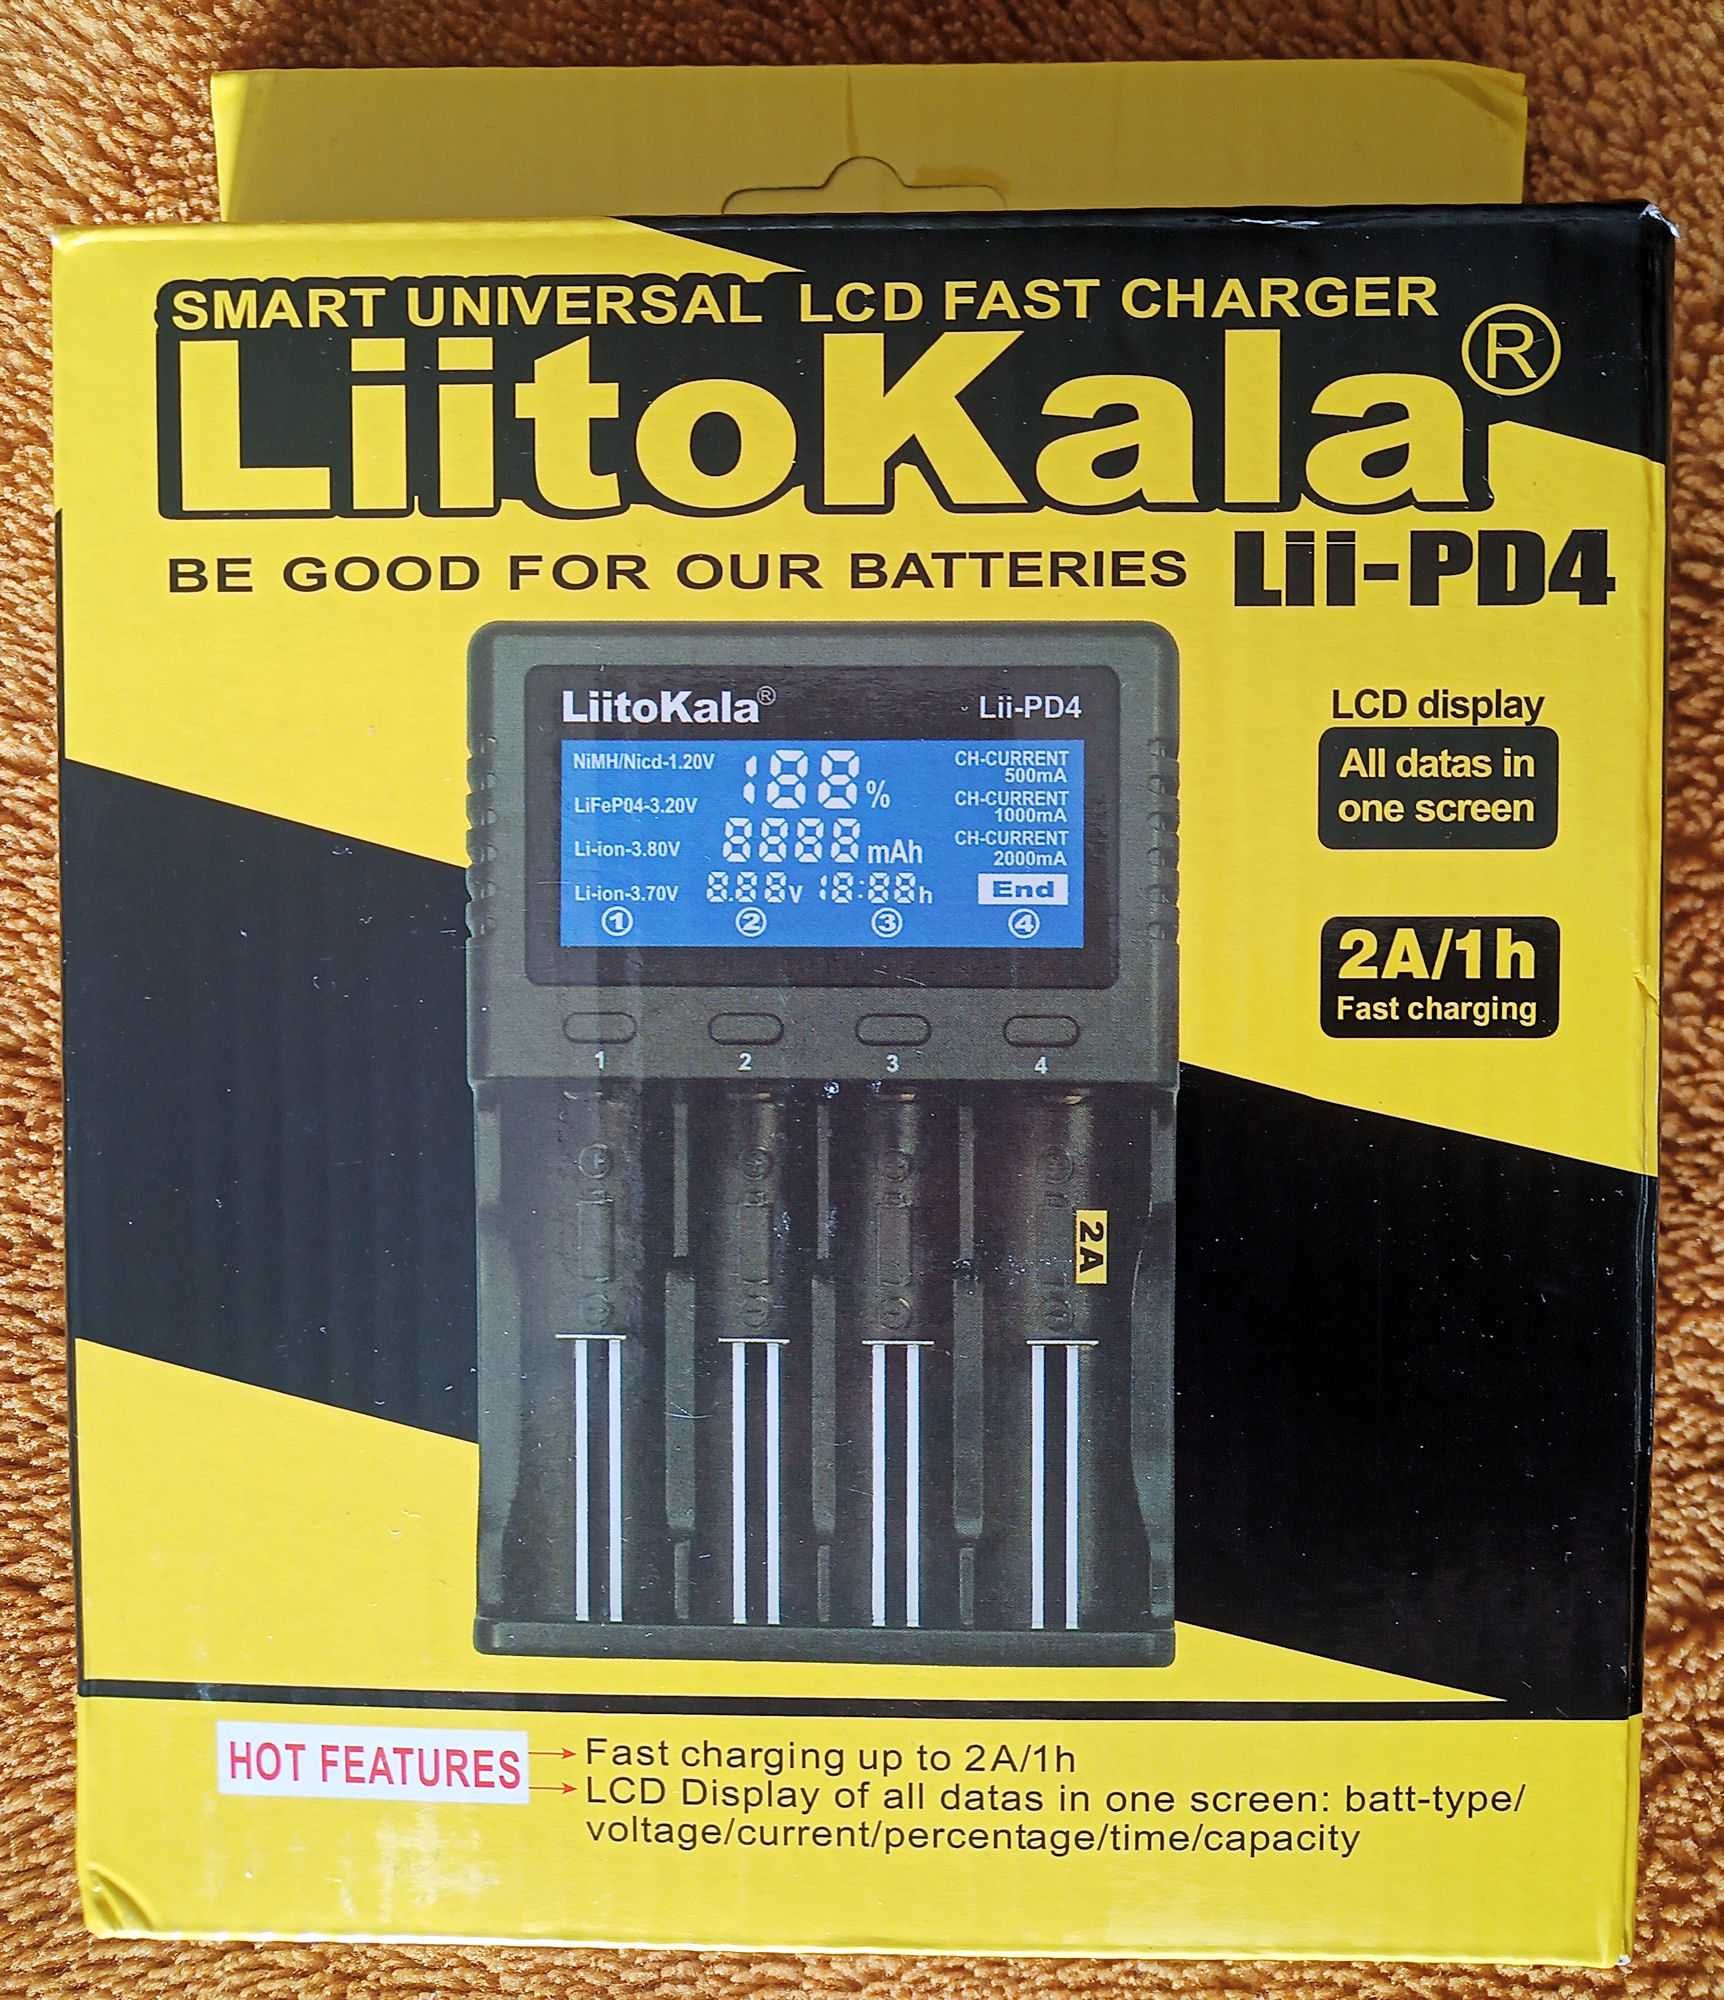 SMART UNIVERSAL LCD FAST CHARGER
LiitoKala®
BE GOOD FOR OUR BATTERIES Lii-PD4
LiitoKala® Lii-PD4
NiMH/Nicd-1.20V 188% CH-CURRENT 500mA
LiFePO4-3.20V CH-CURRENT 1000mA
Li-ion-3.80V 8888mAh CH-CURRENT 2000mA
Li-ion-3.70V 8.88V 18:88h End
① ② ③ ④
1 2 3 4
2A
LCD display
All datas in
one screen
2A/1h
Fast charging
HOT FEATURES
Fast charging up to 2A/1h
LCD Display of all datas in one screen: batt-type/
voltage/current/percentage/time/capacity